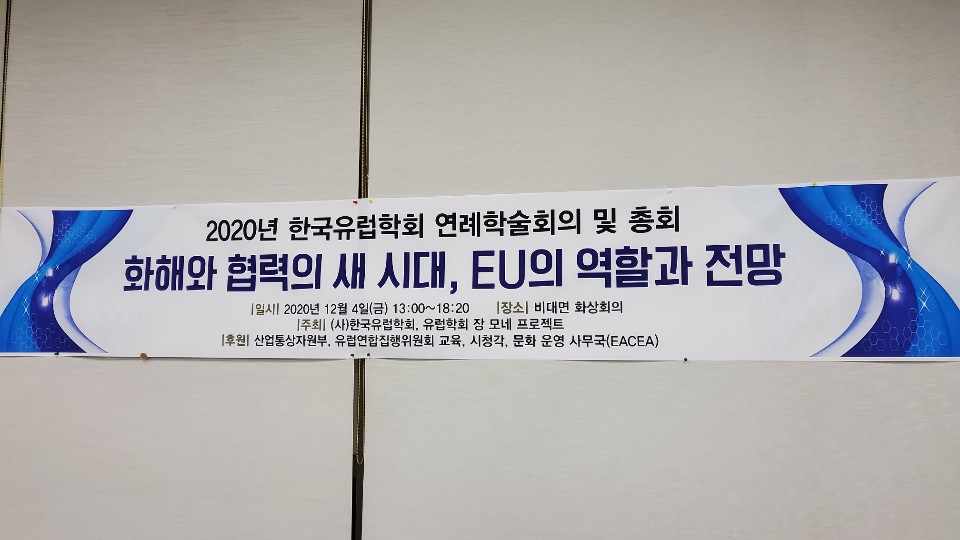 2020년 한국유럽학회 연례학술회의 및 총회
화해와 협력의 새 시대, EU의 역할과 전망
|일시| 2020년 12월 4일(금) 13:00~18:20 |장소| 비대면 화상회의
|주최| (사)한국유럽학회, 유럽학회 장 모네 프로젝트
|후원| 산업통상자원부, 유럽연합집행위원회 교육, 시청각, 문화 운영 사무국(EACEA)